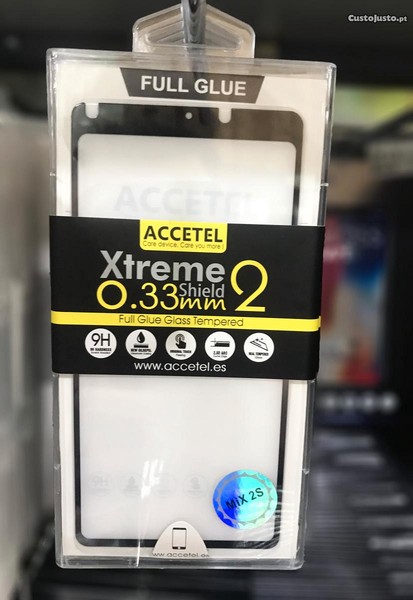 CustoJusto.pt
FULL GLUE
ACCETEL
ACCETEL
Care device, Care you more!
Xtreme
Shield
0.33mm 2
Full Glue Glass Tempered
9H
www.accetel.es
MIX 2S
www.accetel.es